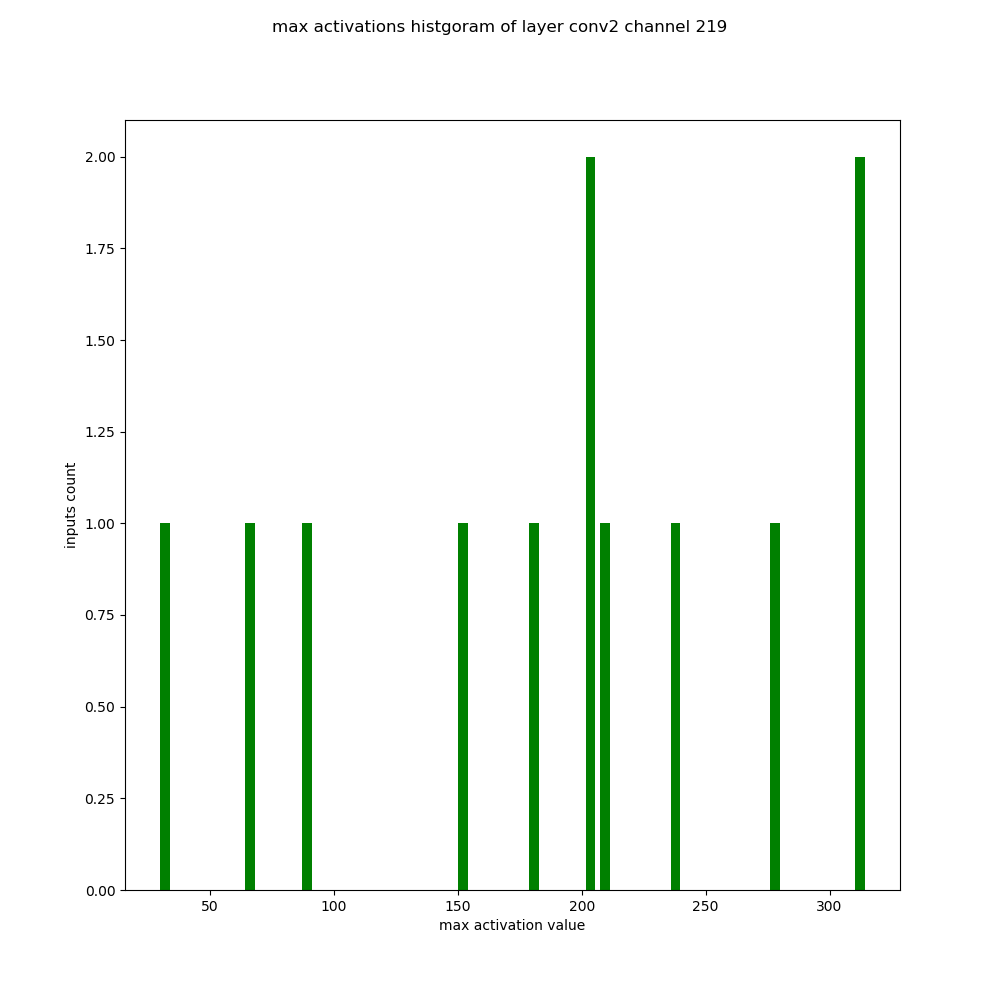 max activations histgoram of layer conv2 channel 219
2.00
1.75
1.50
1.25
1.00
0.75
0.50
0.25
0.00
inputs count
50 100 150 200 250 300
max activation value